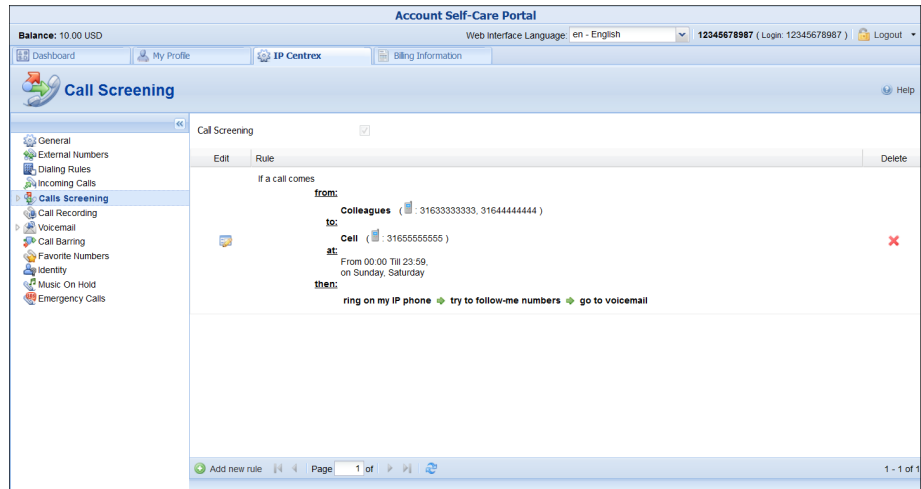 Account Self-Care Portal
Balance: 10.00 USD
Web Interface Language: en - English
12345678987 ( Login: 12345678987 )
Logout
Dashboard
My Profile
IP Centrex
Billing Information
Call Screening
Help
General
External Numbers
Dialing Rules
Incoming Calls
Calls Screening
Call Recording
Voicemail
Call Barring
Favorite Numbers
Identity
Music On Hold
Emergency Calls
Call Screening
Edit Rule Delete
If a call comes
from:
Colleagues ( : 31633333333, 31644444444 )
to:
Cell ( : 31655555555 )
at:
From 00:00 Till 23:59,
on Sunday, Saturday
then:
ring on my IP phone try to follow-me numbers go to voicemail
Add new rule Page 1 of 1 - 1 of 1